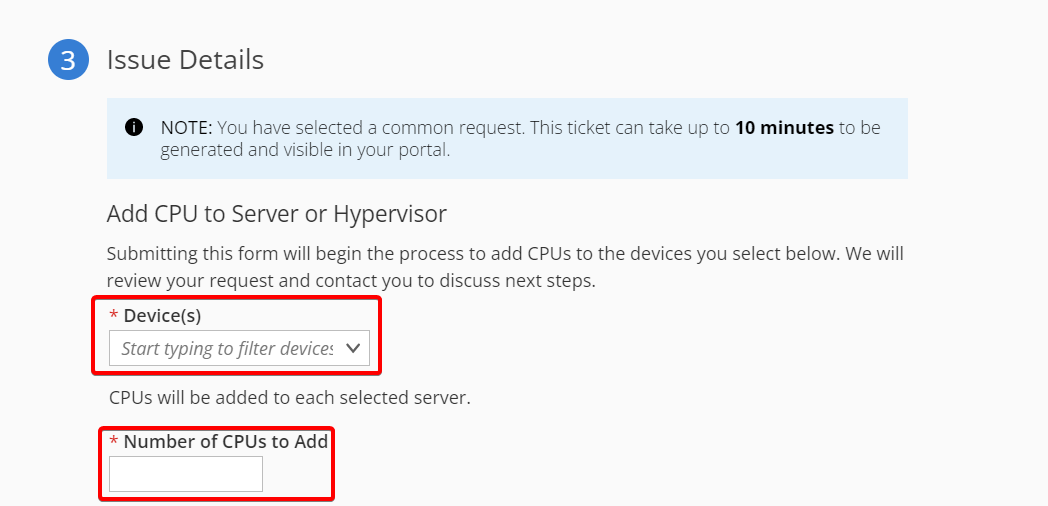 3 Issue Details
NOTE: You have selected a common request. This ticket can take up to 10 minutes to be
generated and visible in your portal.
Add CPU to Server or Hypervisor
Submitting this form will begin the process to add CPUs to the devices you select below. We will
review your request and contact you to discuss next steps.
* Device(s)
Start typing to filter devices
CPUs will be added to each selected server.
* Number of CPUs to Add